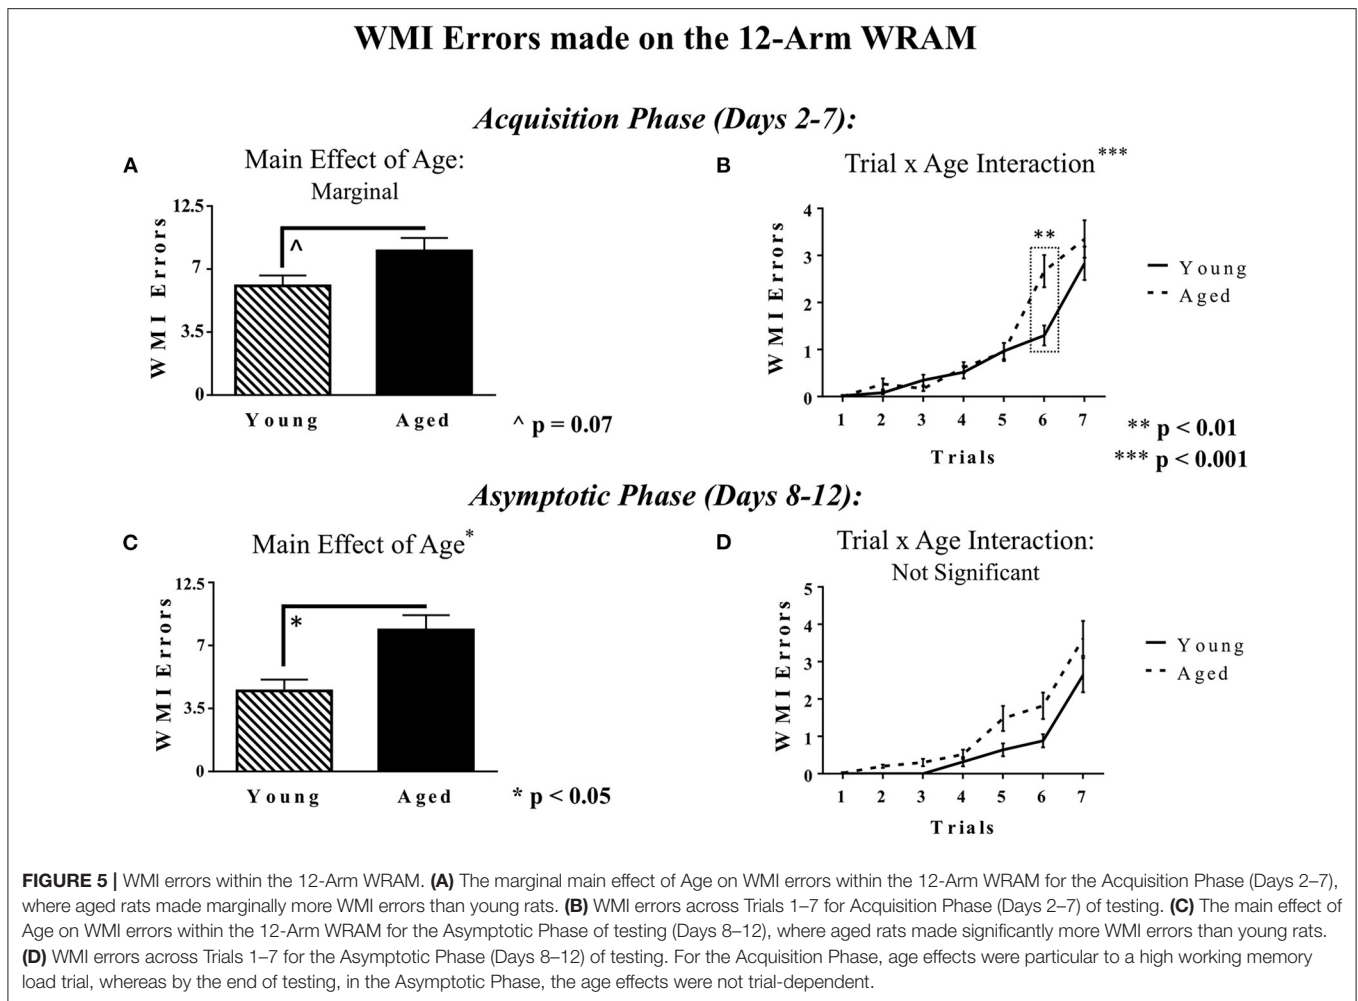 WMI Errors made on the 12-Arm WRAM
Acquisition Phase (Days 2-7):
A
Main Effect of Age:
Marginal
12.5
7
3.5
0
WMI Errors
^
Young
Aged
^ p = 0.07
B
Trial x Age Interaction***
4
3
2
1
0
WMI Errors
**
1 2 3 4 5 6 7
Trials
Young
Aged
** p < 0.01
*** p < 0.001
Asymptotic Phase (Days 8-12):
C
Main Effect of Age*
12.5
7
3.5
0
WMI Errors
*
Young
Aged
* p < 0.05
D
Trial x Age Interaction:
Not Significant
5
4
3
2
1
0
WMI Errors
1 2 3 4 5 6 7
Trials
Young
Aged
FIGURE 5 | WMI errors within the 12-Arm WRAM. (A) The marginal main effect of Age on WMI errors within the 12-Arm WRAM for the Acquisition Phase (Days 2–7),
where aged rats made marginally more WMI errors than young rats. (B) WMI errors across Trials 1–7 for Acquisition Phase (Days 2–7) of testing. (C) The main effect of
Age on WMI errors within the 12-Arm WRAM for the Asymptotic Phase of testing (Days 8–12), where aged rats made significantly more WMI errors than young rats.
(D) WMI errors across Trials 1–7 for the Asymptotic Phase (Days 8–12) of testing. For the Acquisition Phase, age effects were particular to a high working memory
load trial, whereas by the end of testing, in the Asymptotic Phase, the age effects were not trial-dependent.